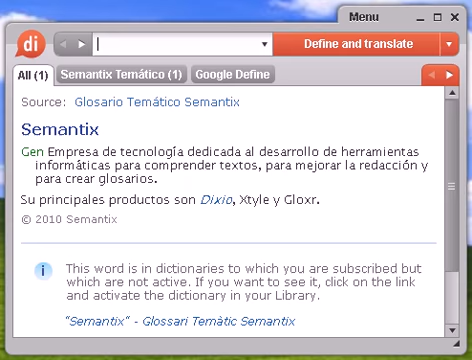 Menu
di
Define and translate
All (1)
Semantix Temático (1)
Google Define
Source: Glosario Temático Semantix
Semantix
Gen Empresa de tecnología dedicada al desarrollo de herramientas
informáticas para comprender textos, para mejorar la redacción y
para crear glosarios.
Su principales producto son Dixio, Xtyle y Gloxr.
© 2010 Semantix
i
This word is in dictionaries to which you are subscribed but
which are not active. If you want to see it, click on the link
and activate the dictionary in your Library.
"Semantix" - Glossari Temàtic Semantix